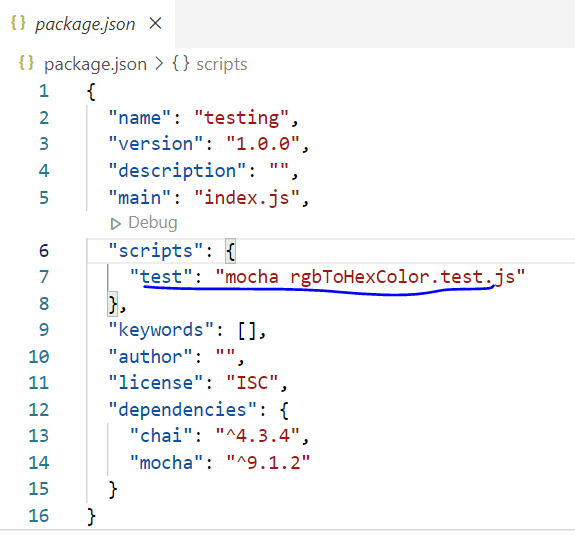 {} package.json ×
{} package.json > {} scripts
1 {
2 "name": "testing",
3 "version": "1.0.0",
4 "description": "",
5 "main": "index.js",
Debug
6 "scripts": {
7 "test": "mocha rgbToHexColor.test.js"
8 },
9 "keywords": [],
10 "author": "",
11 "license": "ISC",
12 "dependencies": {
13 "chai": "^4.3.4",
14 "mocha": "^9.1.2"
15 }
16 }